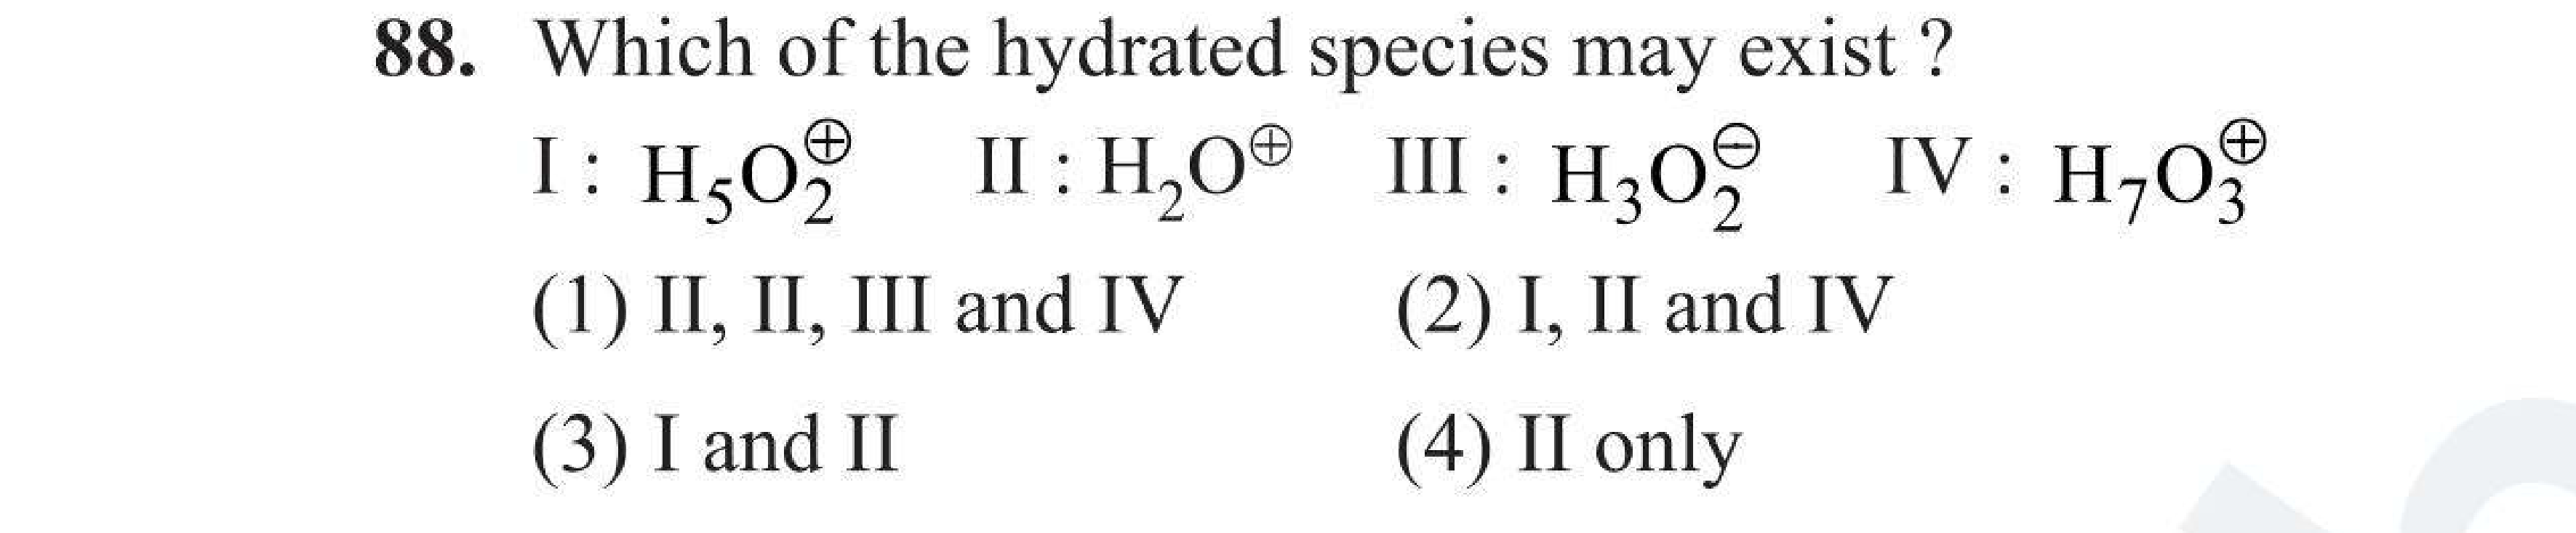 88. Which of the hydrated species may exist ?
I : H₅O₂⊕ II : H₂O⊕ III : H₃O₂⊖ IV : H₇O₃⊕
(1) II, II, III and IV (2) I, II and IV
(3) I and II (4) II only